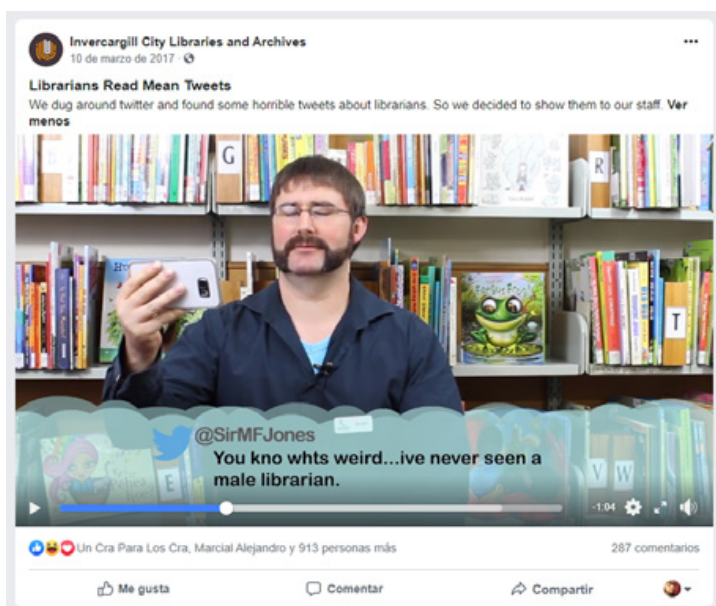 Invercargill City Libraries and Archives
10 de marzo de 2017 ·
Librarians Read Mean Tweets
We dug around twitter and found some horrible tweets about librarians. So we decided to show them to our staff. Ver
menos
G
R
T
E
V W
@SirMFJones
You kno whts weird...ive never seen a
male librarian.
-1:04
Un Cra Para Los Cra, Marcial Alejandro y 913 personas más
287 comentarios
Me gusta
Comentar
Compartir